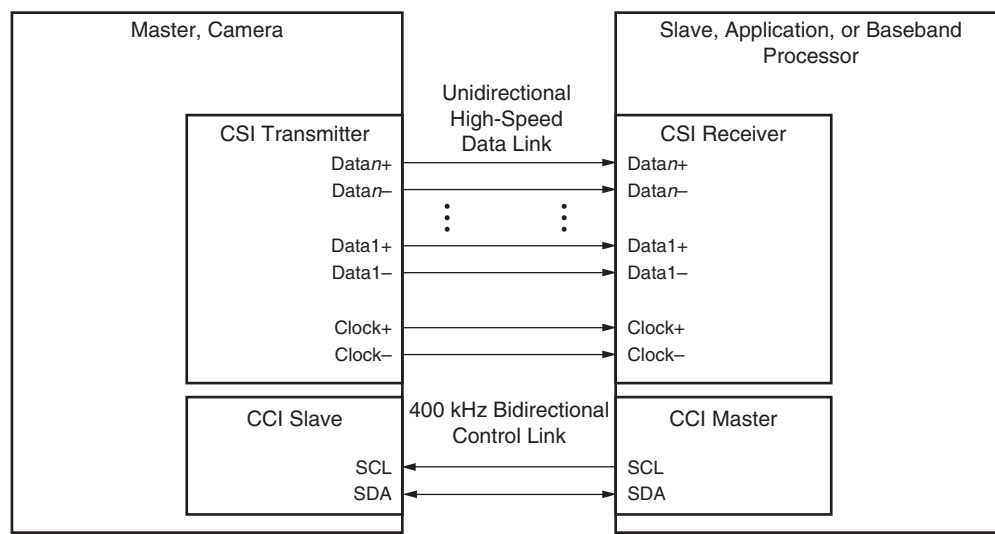 Master, Camera
Slave, Application, or Baseband
Processor
Unidirectional
High-Speed
Data Link
CSI Transmitter
Datan+
Datan–
Data1+
Data1–
Clock+
Clock–
CSI Receiver
Datan+
Datan–
Data1+
Data1–
Clock+
Clock–
CCI Slave
SCL
SDA
400 kHz Bidirectional
Control Link
CCI Master
SCL
SDA